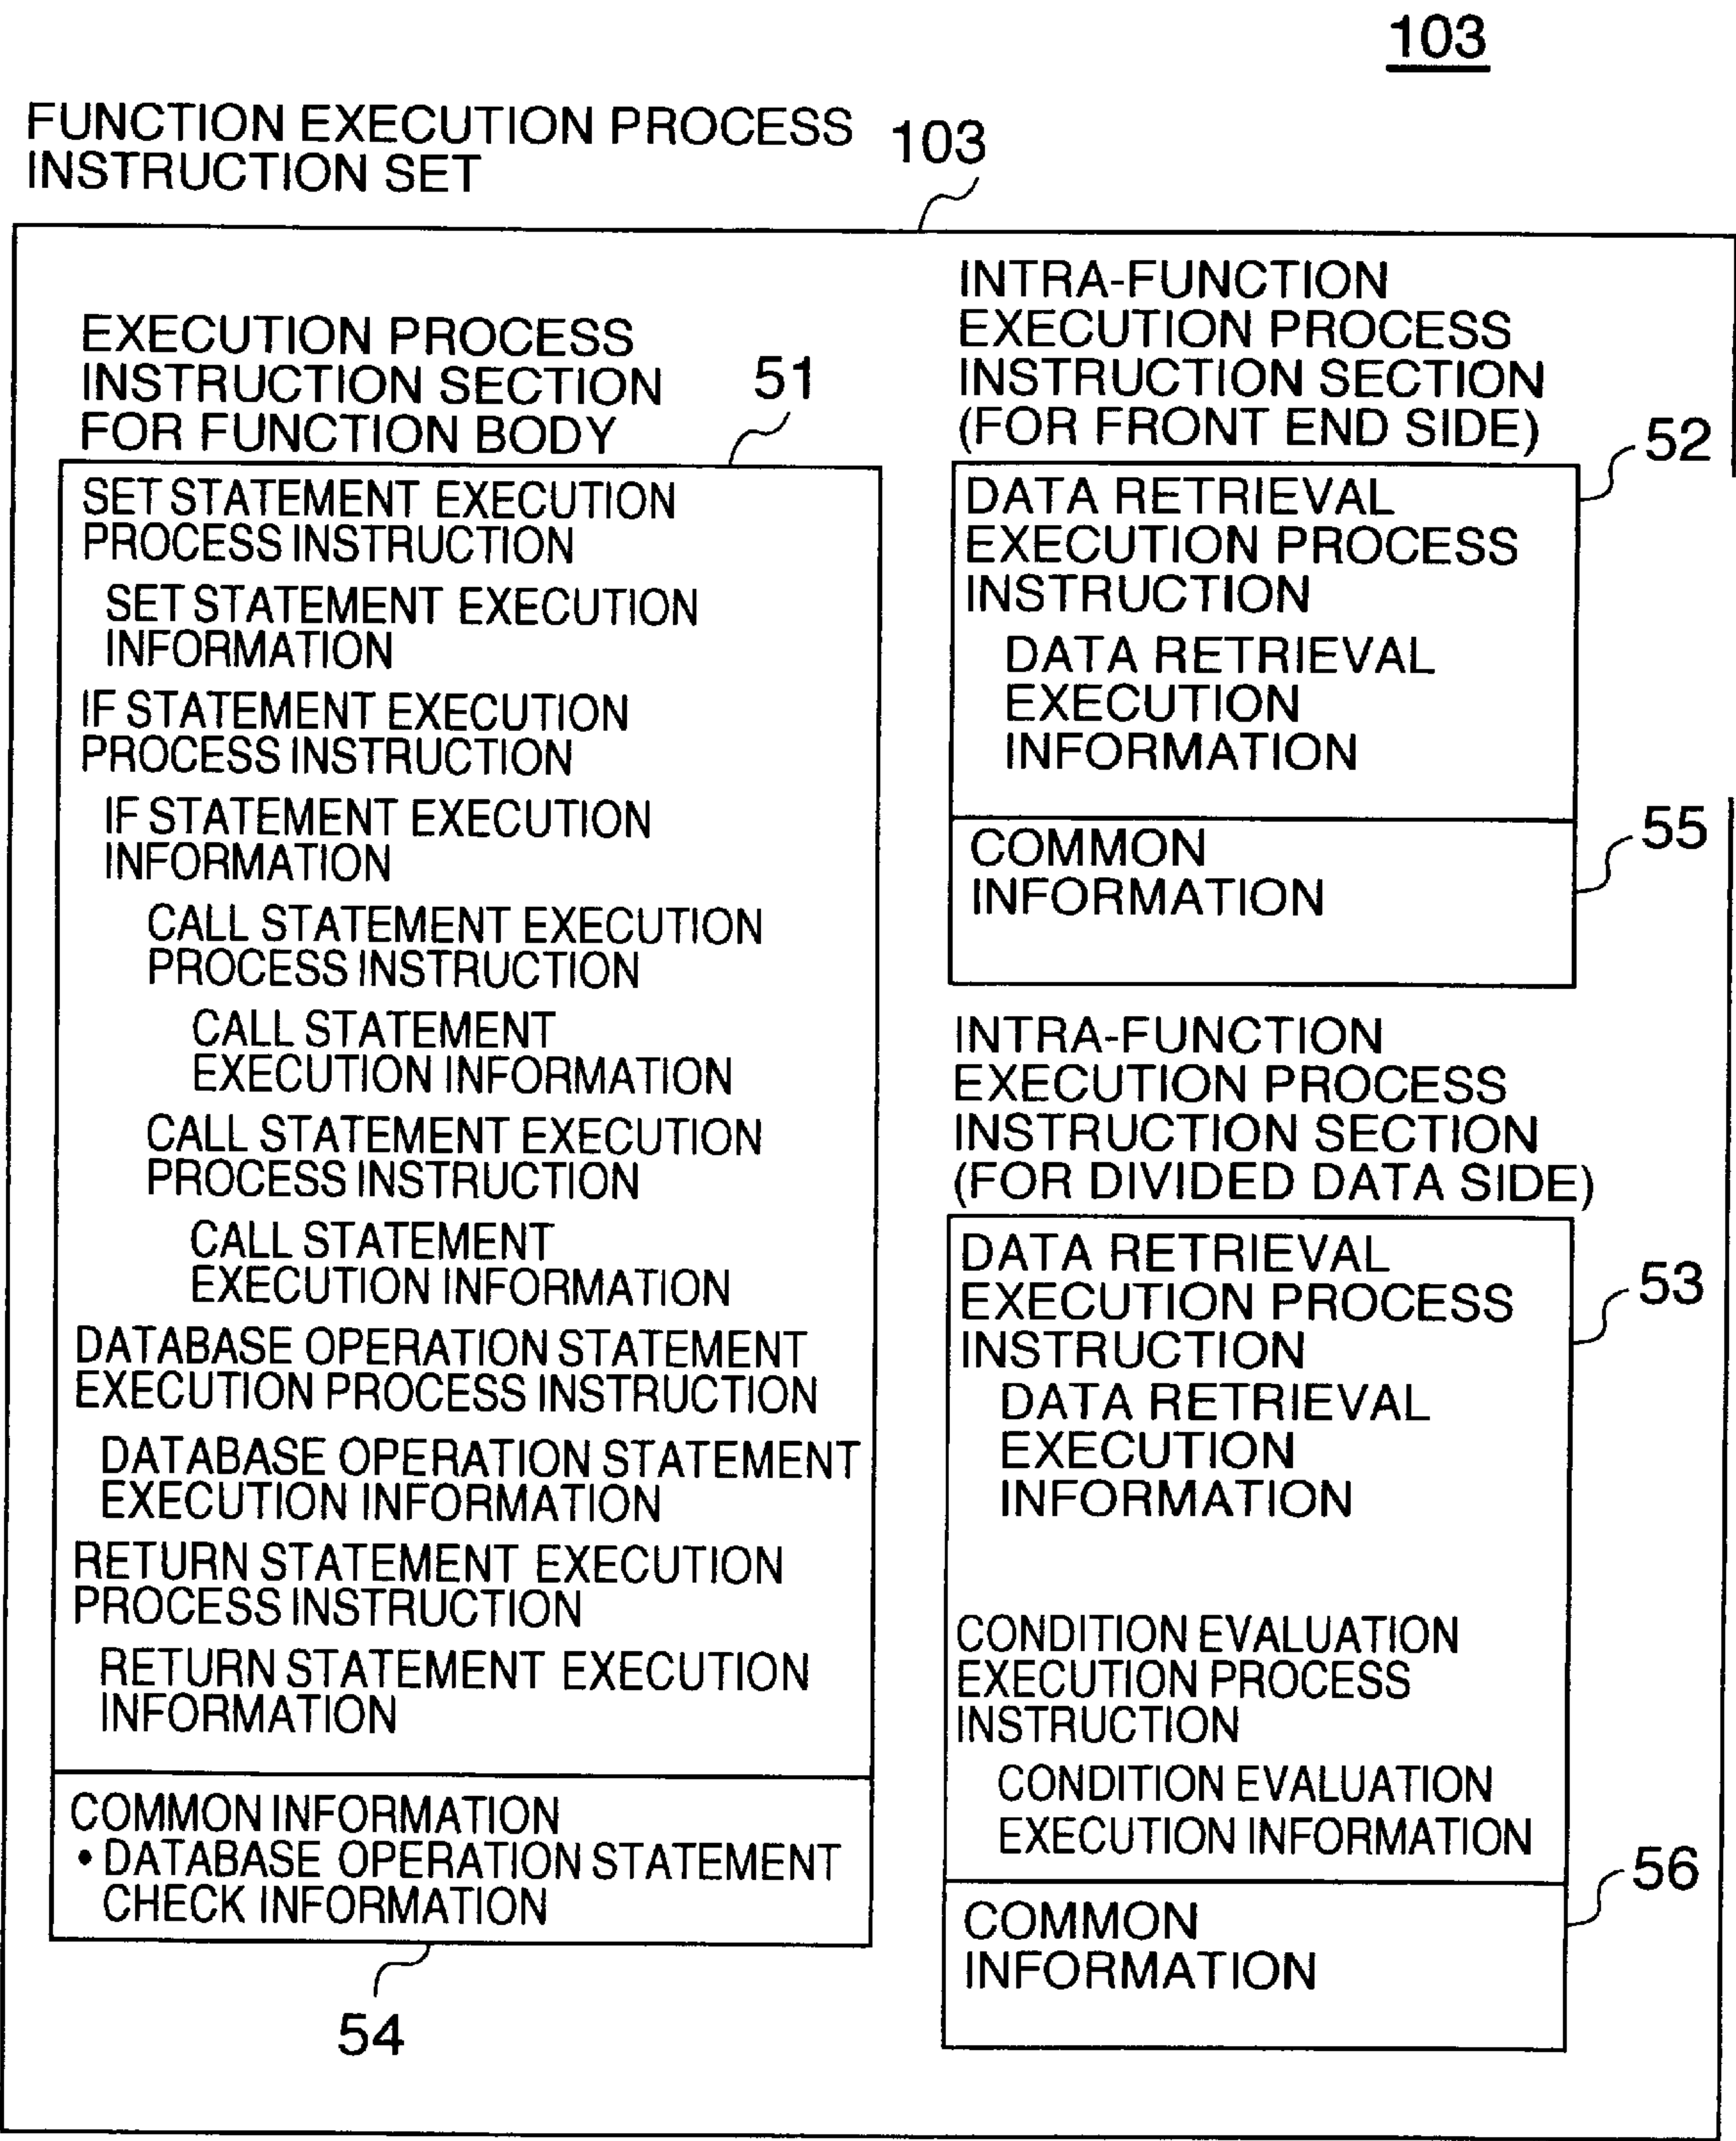 103
FUNCTION EXECUTION PROCESS
INSTRUCTION SET
103
EXECUTION PROCESS
INSTRUCTION SECTION
FOR FUNCTION BODY
51
SET STATEMENT EXECUTION
PROCESS INSTRUCTION
SET STATEMENT EXECUTION
INFORMATION
IF STATEMENT EXECUTION
PROCESS INSTRUCTION
IF STATEMENT EXECUTION
INFORMATION
CALL STATEMENT EXECUTION
PROCESS INSTRUCTION
CALL STATEMENT
EXECUTION INFORMATION
CALL STATEMENT EXECUTION
PROCESS INSTRUCTION
CALL STATEMENT
EXECUTION INFORMATION
DATABASE OPERATION STATEMENT
EXECUTION PROCESS INSTRUCTION
DATABASE OPERATION STATEMENT
EXECUTION INFORMATION
RETURN STATEMENT EXECUTION
PROCESS INSTRUCTION
RETURN STATEMENT EXECUTION
INFORMATION
COMMON INFORMATION
• DATABASE OPERATION STATEMENT
CHECK INFORMATION
54
INTRA-FUNCTION
EXECUTION PROCESS
INSTRUCTION SECTION
(FOR FRONT END SIDE)
52
DATA RETRIEVAL
EXECUTION PROCESS
INSTRUCTION
DATA RETRIEVAL
EXECUTION
INFORMATION
55
COMMON
INFORMATION
INTRA-FUNCTION
EXECUTION PROCESS
INSTRUCTION SECTION
(FOR DIVIDED DATA SIDE)
53
DATA RETRIEVAL
EXECUTION PROCESS
INSTRUCTION
DATA RETRIEVAL
EXECUTION
INFORMATION
CONDITION EVALUATION
EXECUTION PROCESS
INSTRUCTION
CONDITION EVALUATION
EXECUTION INFORMATION
56
COMMON
INFORMATION